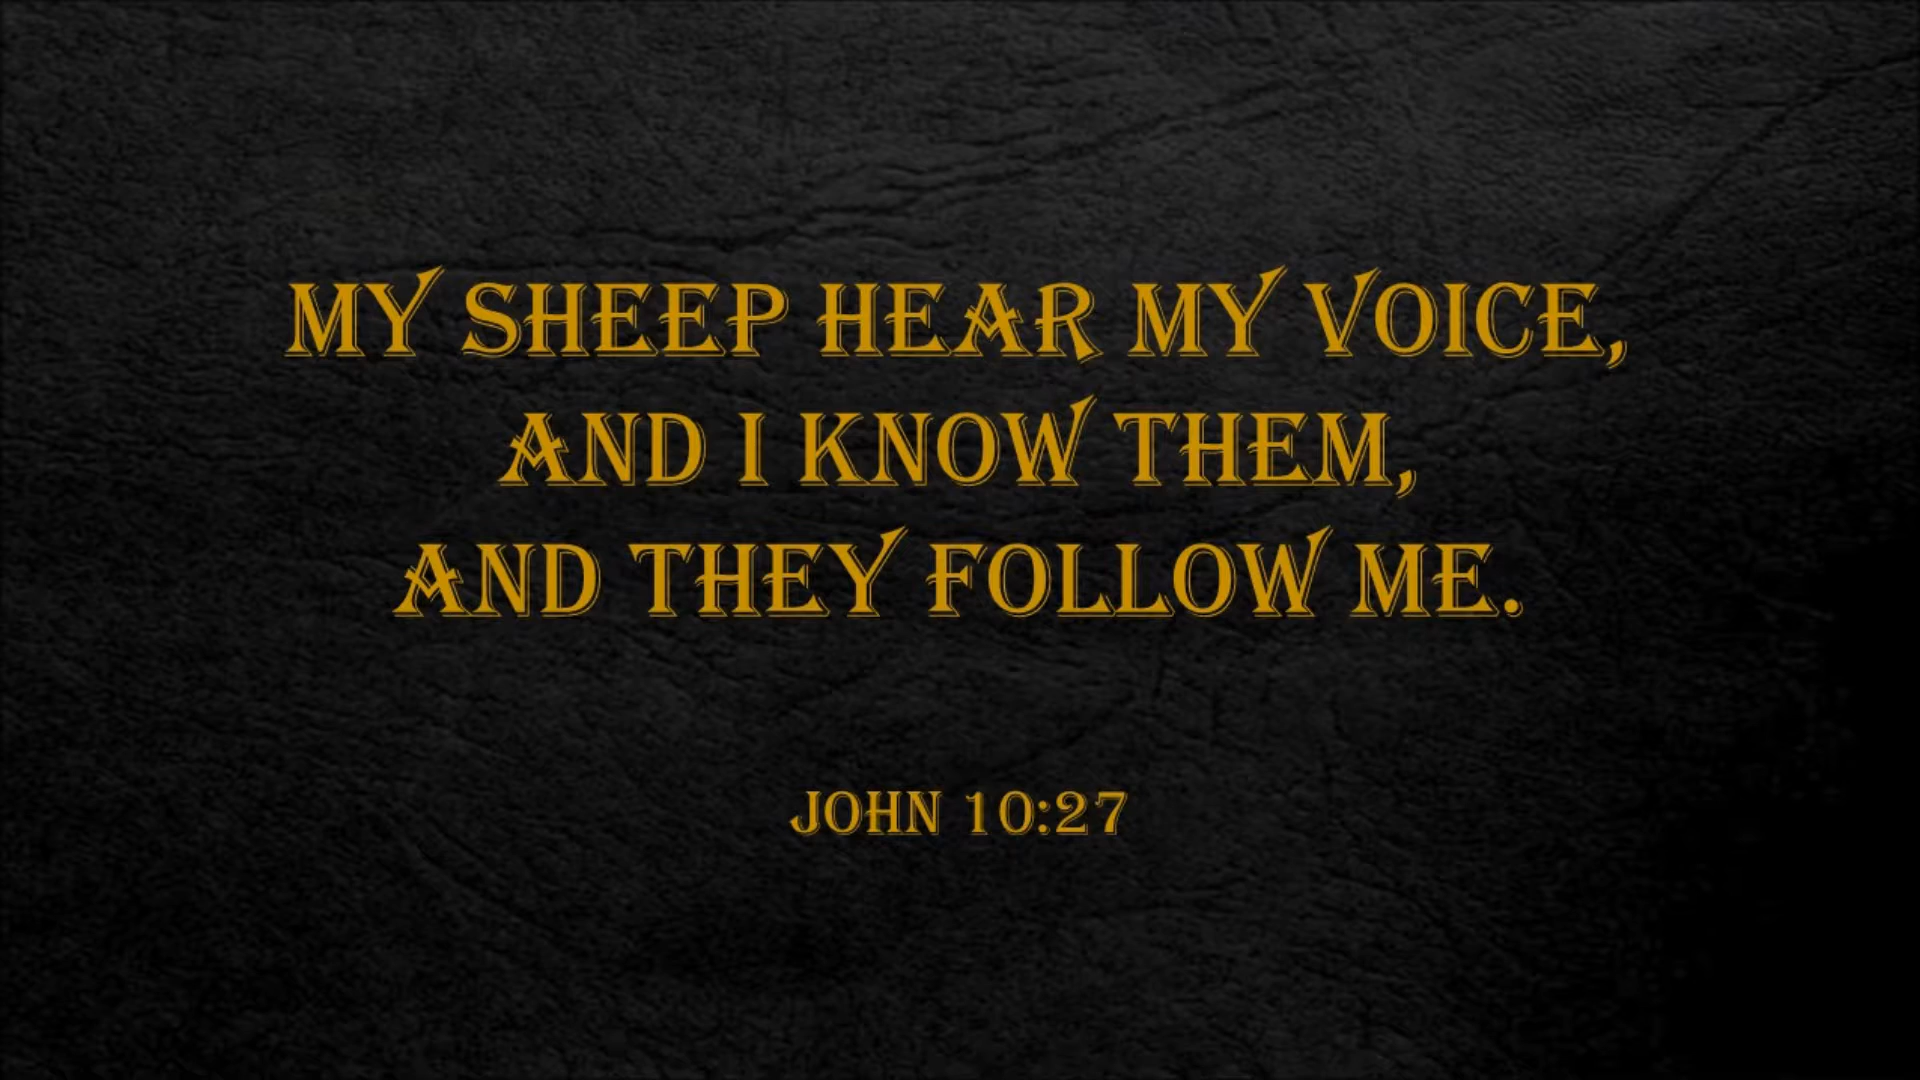 MY SHEEP HEAR MY VOICE,
AND I KNOW THEM,
AND THEY FOLLOW ME.
JOHN 10:27